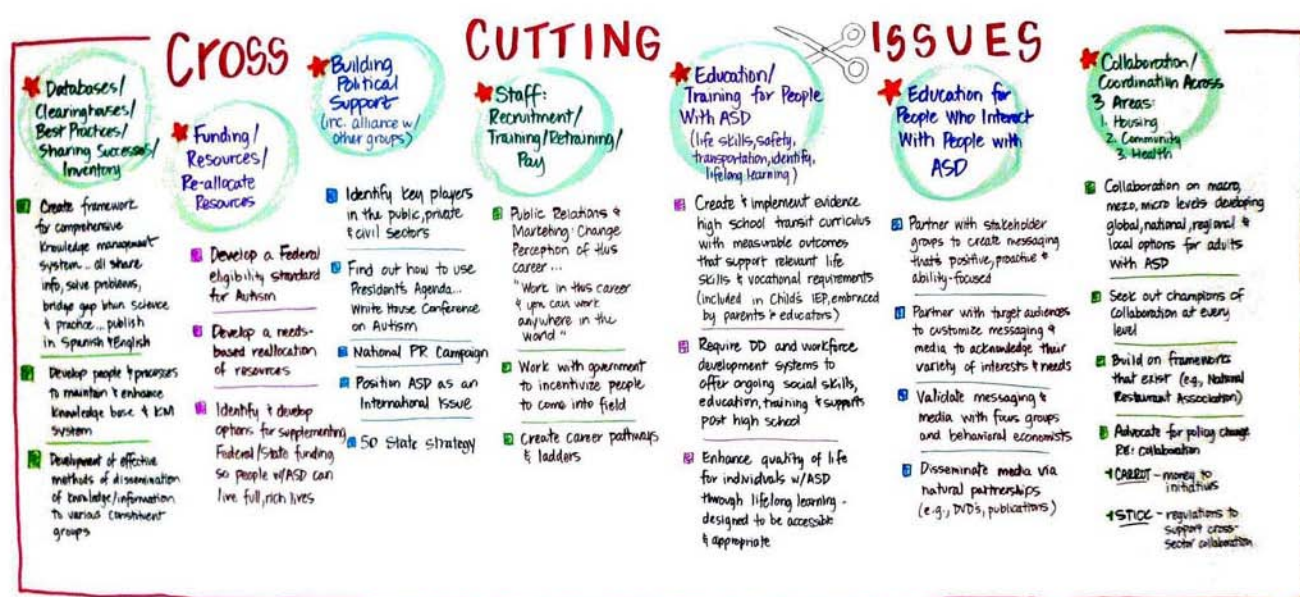 CROSS CUTTING ISSUES
Databases/
Clearinghouses/
Best Practices/
Sharing Successes/
Inventory
Create framework
for comprehensive
Knowledge management
system... all share
info, solve problems,
bridge gap btwn science
& practice... publish
in Spanish & English
Develop people & processes
to maintain & enhance
knowledge base & KM
system
Development of effective
methods of dissemination
of knowledge/information
to various constituent
groups
Funding/
Resources/
Re-allocate
Resources
Develop a Federal
eligibility standard
for Autism
Develop a needs-
based reallocation
of resources
Identify & develop
options for supplementing
Federal/State funding
so people w/ASD can
live full, rich lives
Building
Political
Support
(inc. alliance w/
other groups)
Identify key players
in the public, private
& civil sectors
Find out how to use
President's Agenda...
White House Conference
on Autism
National PR Campaign
Position ASD as an
International Issue
50 State Strategy
Staff:
Recruitment/
Training/Retraining/
Pay
Public Relations &
Marketing: Change
Perception of this
career...
"Work in this career
& you can work
anywhere in the
world"
Work with government
to incentivize people
to come into field
Create career pathways
& ladders
Education/
Training for People
With ASD
(life skills, safety,
transportation, identify,
lifelong learning)
Create & implement evidence
high school transit curriculus
with measurable outcomes
that support relevant life
skills & vocational requirements
(included in Child's IEP, embraced
by parents & educators)
Require DD and workforce
development systems to
offer ongoing social skills,
education, training & supports
post high school
Enhance quality of life
for individuals w/ASD
through lifelong learning -
designed to be accessible
& appropriate
Education for
People Who Interact
With People with
ASD
Partner with stakeholder
groups to create messaging
that's positive, proactive &
ability-focused
Partner with target audiences
to customize messaging &
media to acknowledge their
variety of interests & needs
Validate messaging &
media with focus groups
and behavioral economists
Disseminate media via
natural partnerships
(e.g., DVD's, publications)
Collaboration/
Coordination Across
3 Areas:
1. Housing
2. Community
3. Health
Collaboration on macro,
mezo, micro levels developing
global, national, regional &
local options for adults
with ASD
Seek out champions of
collaboration at every
level
Build on frameworks
that exist (e.g., National
Restaurant Association)
Advocate for policy change
RE: collaboration
CARROT - money to
initiatives
STICK - regulations to
support cross-
sector collaboration